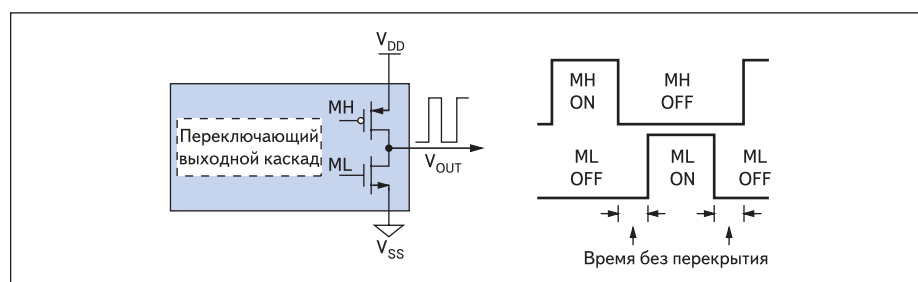 V_DD
MH
Переключающий
выходной каскад
ML
V_OUT
V_SS
MH
ON
MH
OFF
ML
OFF
ML
ON
ML
OFF
Время без перекрытия